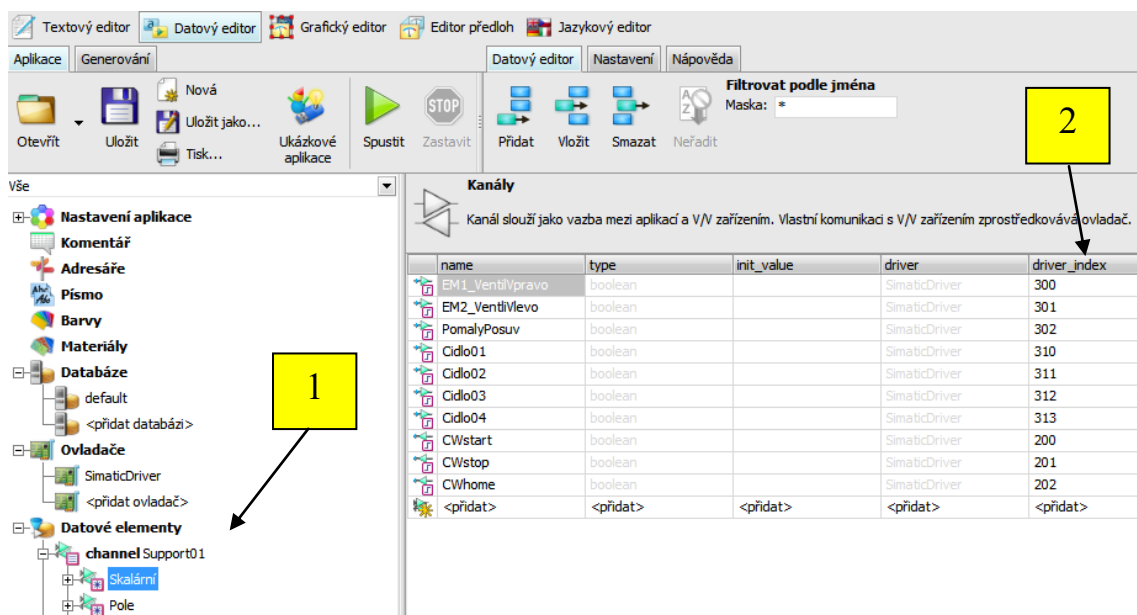 Textový editor Datový editor Grafický editor Editor předloh Jazykový editor
Aplikace Generování Datový editor Nastavení Nápověda
Otevřít Uložit
Nová
Uložit jako...
Tisk...
Ukázkové
aplikace
Spustit
STOP
Zastavit
Přidat Vložit Smazat
A
Z
Neřadit
Filtrovat podle jména
Maska: *
2
Vše
Nastavení aplikace
Komentář
Adresáře
Abc
Písmo
Barvy
Materiály
Databáze
default
<přidat databázi>
Ovladače
SimaticDriver
<přidat ovladač>
Datové elementy
channel Support01
Skalární
Pole
1
Kanály
Kanál slouží jako vazba mezi aplikací a V/V zařízením. Vlastní komunikaci s V/V zařízením zprostředkovává ovladač.
name type init_value driver driver_index
EM1_VentilVpravo boolean SimaticDriver 300
EM2_VentliVlevo boolean SimaticDriver 301
PomalyPosuv boolean SimaticDriver 302
Cidlo01 boolean SimaticDriver 310
Cidlo02 boolean SimaticDriver 311
Cidlo03 boolean SimaticDriver 312
Cidlo04 boolean SimaticDriver 313
CWstart boolean SimaticDriver 200
CWstop boolean SimaticDriver 201
CWhome boolean SimaticDriver 202
<přidat> <přidat> <přidat> <přidat> <přidat>